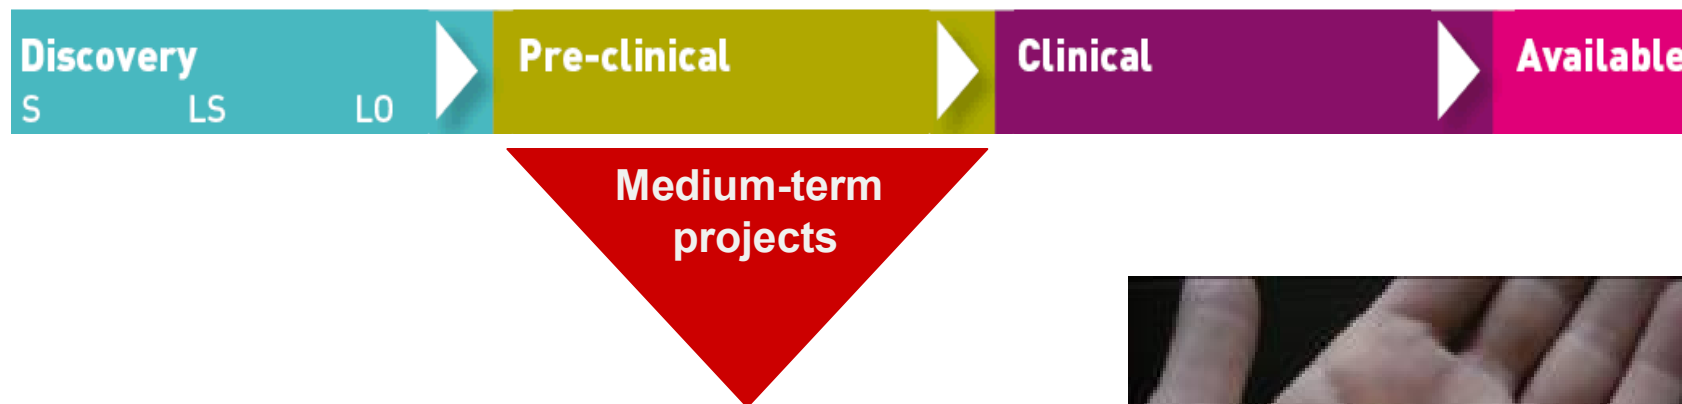 Discovery
S LS LO
Pre-clinical
Clinical
Available
Medium-term
projects